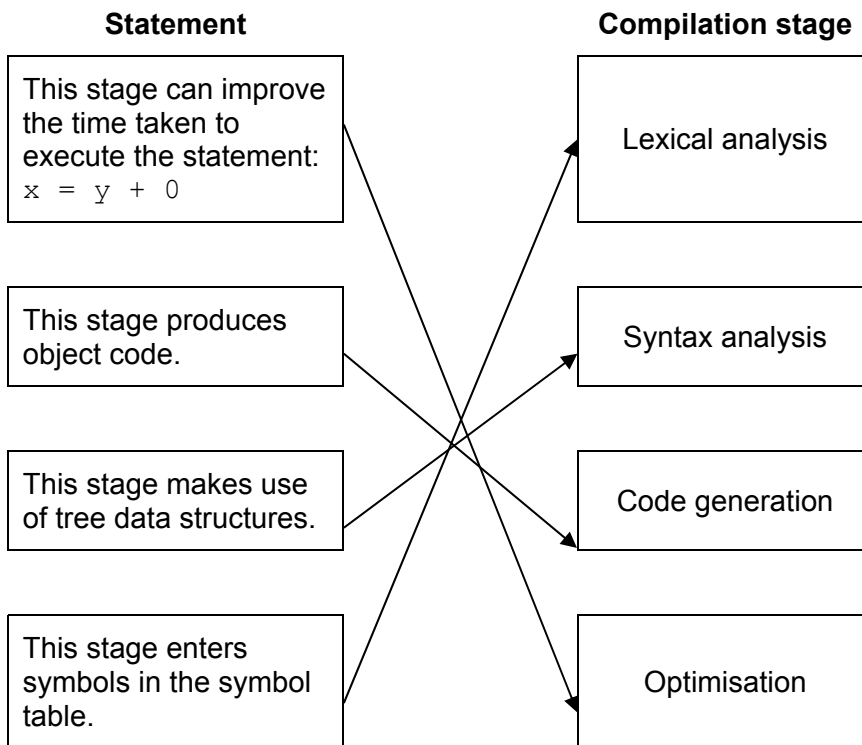 Statement
Compilation stage
This stage can improve
the time taken to
execute the statement:
x = y + 0
Lexical analysis
This stage produces
object code.
Syntax analysis
This stage makes use
of tree data structures.
Code generation
This stage enters
symbols in the symbol
table.
Optimisation